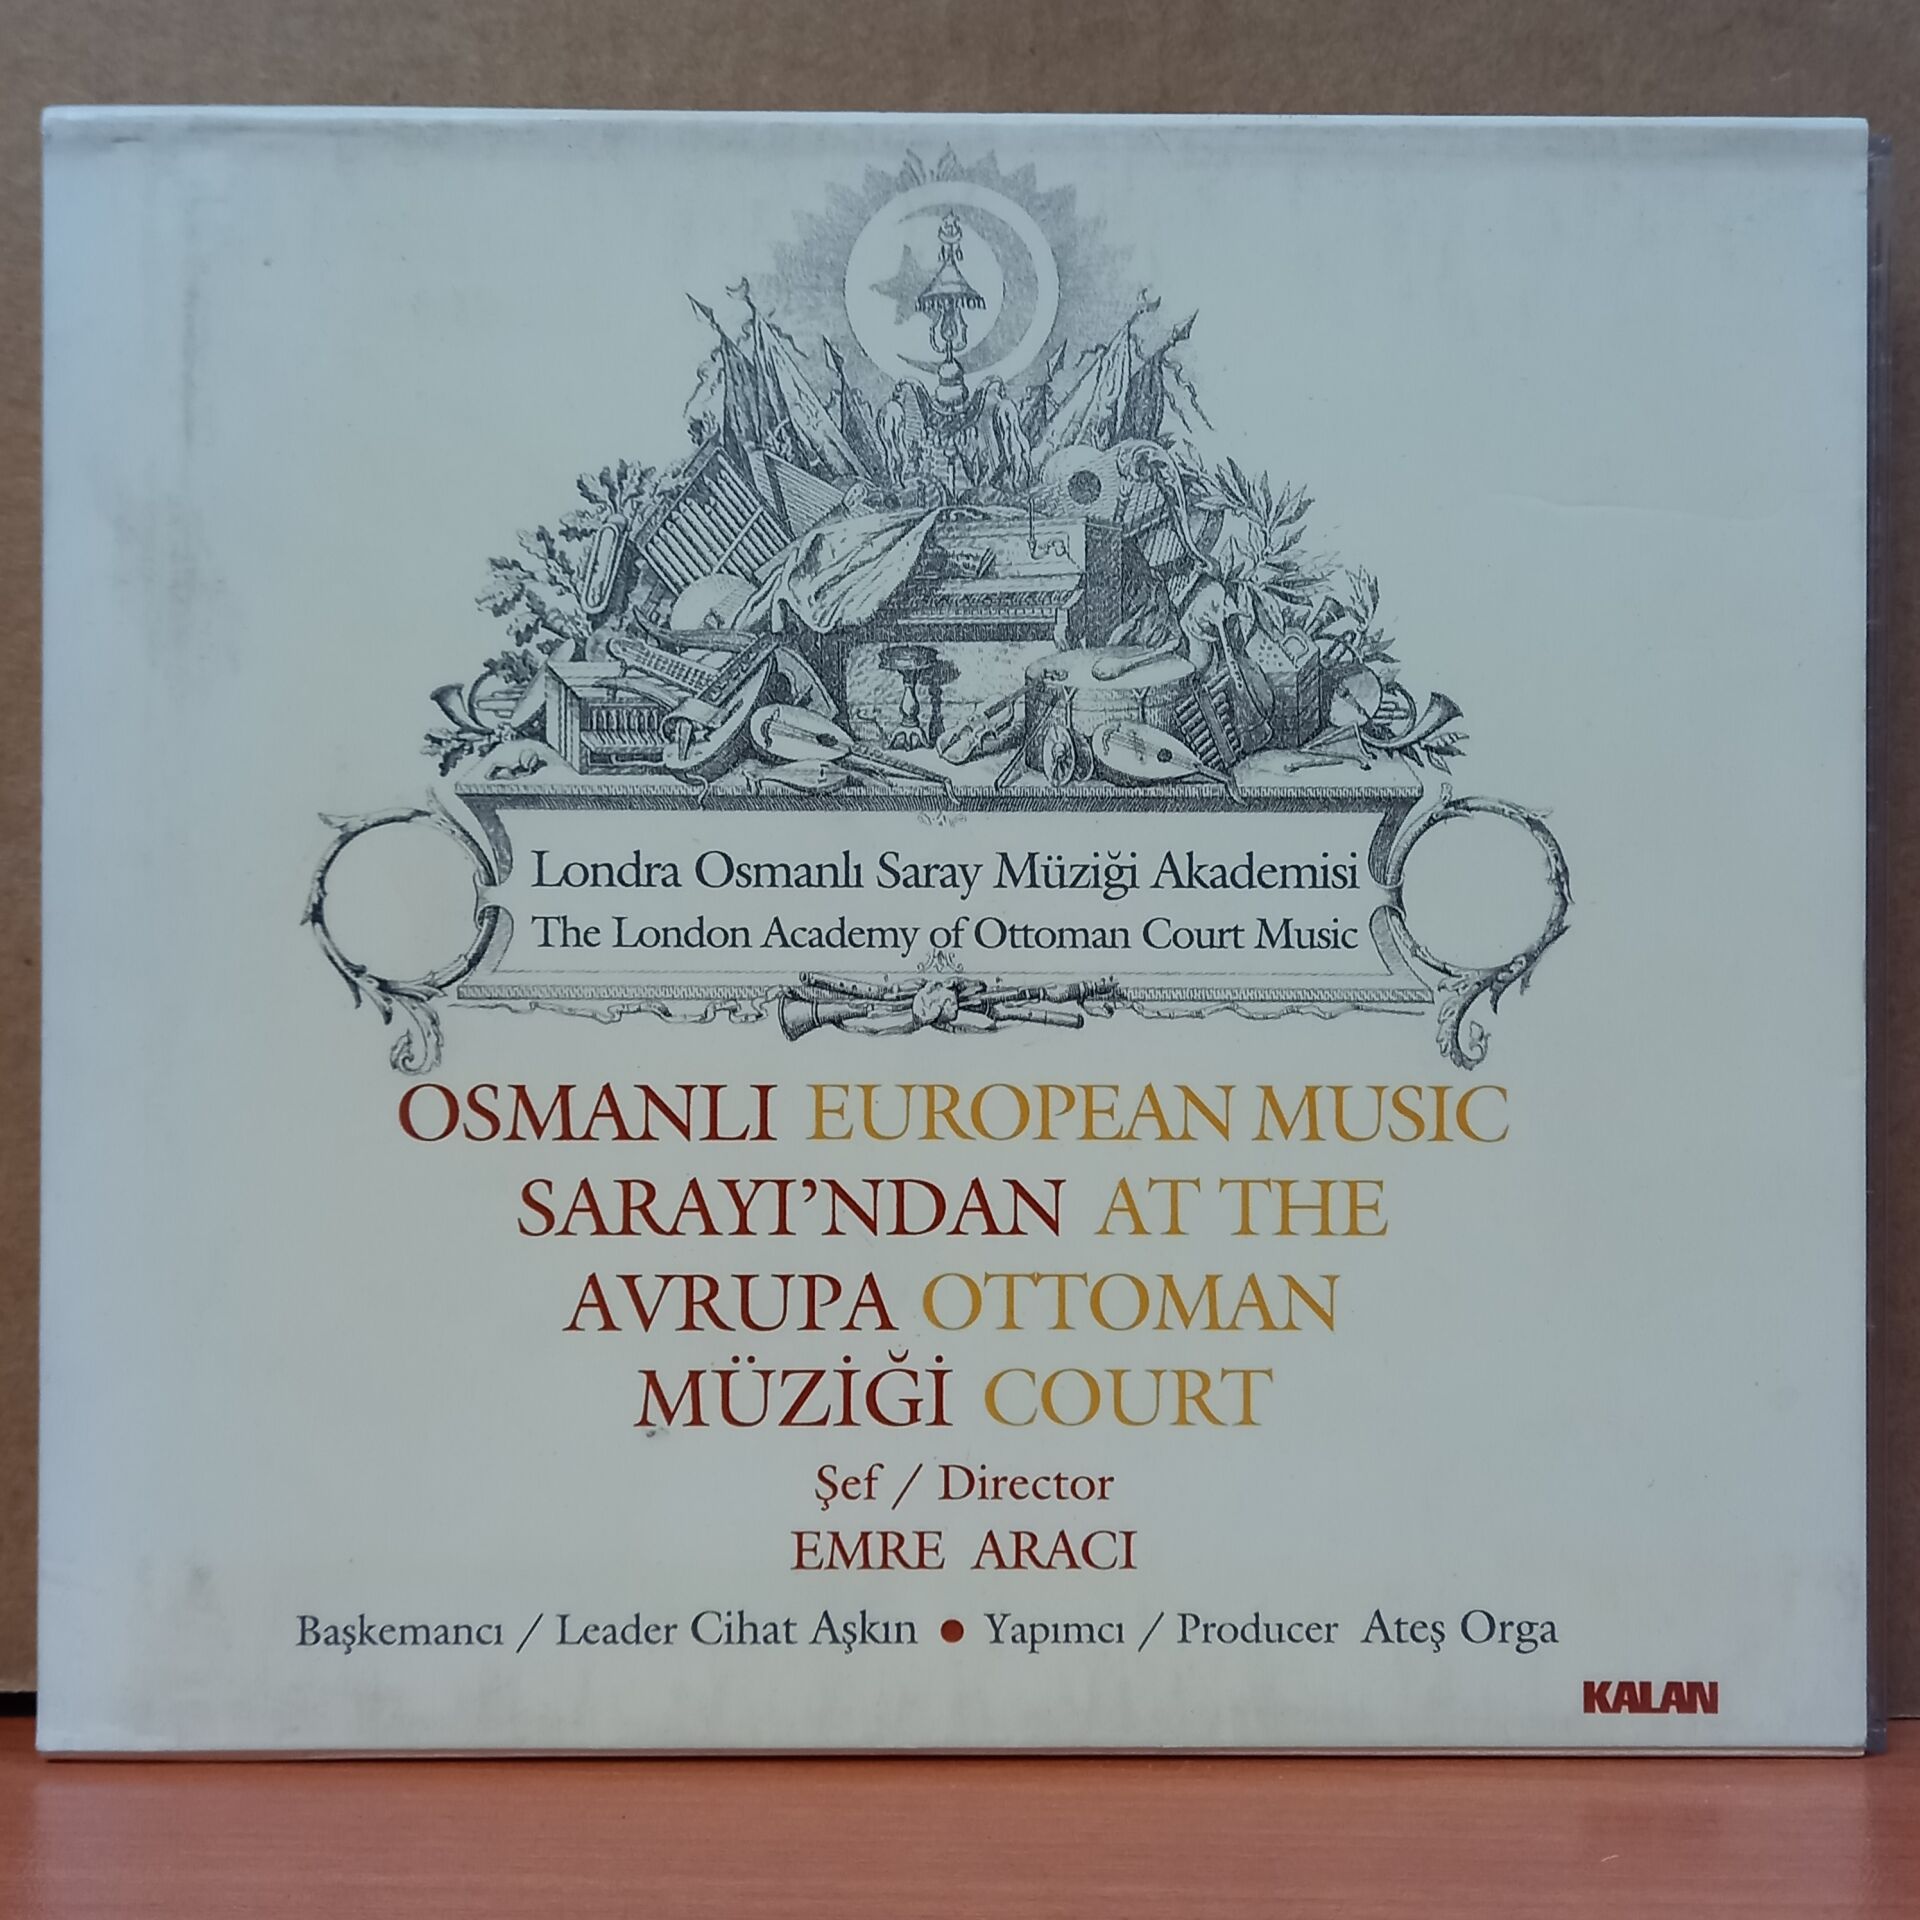 Londra Osmanlı Saray Müziği Akademisi
The London Academy of Ottoman Court Music
OSMANLI EUROPEAN MUSIC
SARAYI’NDAN AT THE
AVRUPA OTTOMAN
MÜZİĞİ COURT
Şef / Director
EMRE ARACI
Başkemancı / Leader Cihat Aşkın ● Yapımcı / Producer Ateş Orga
KALAN